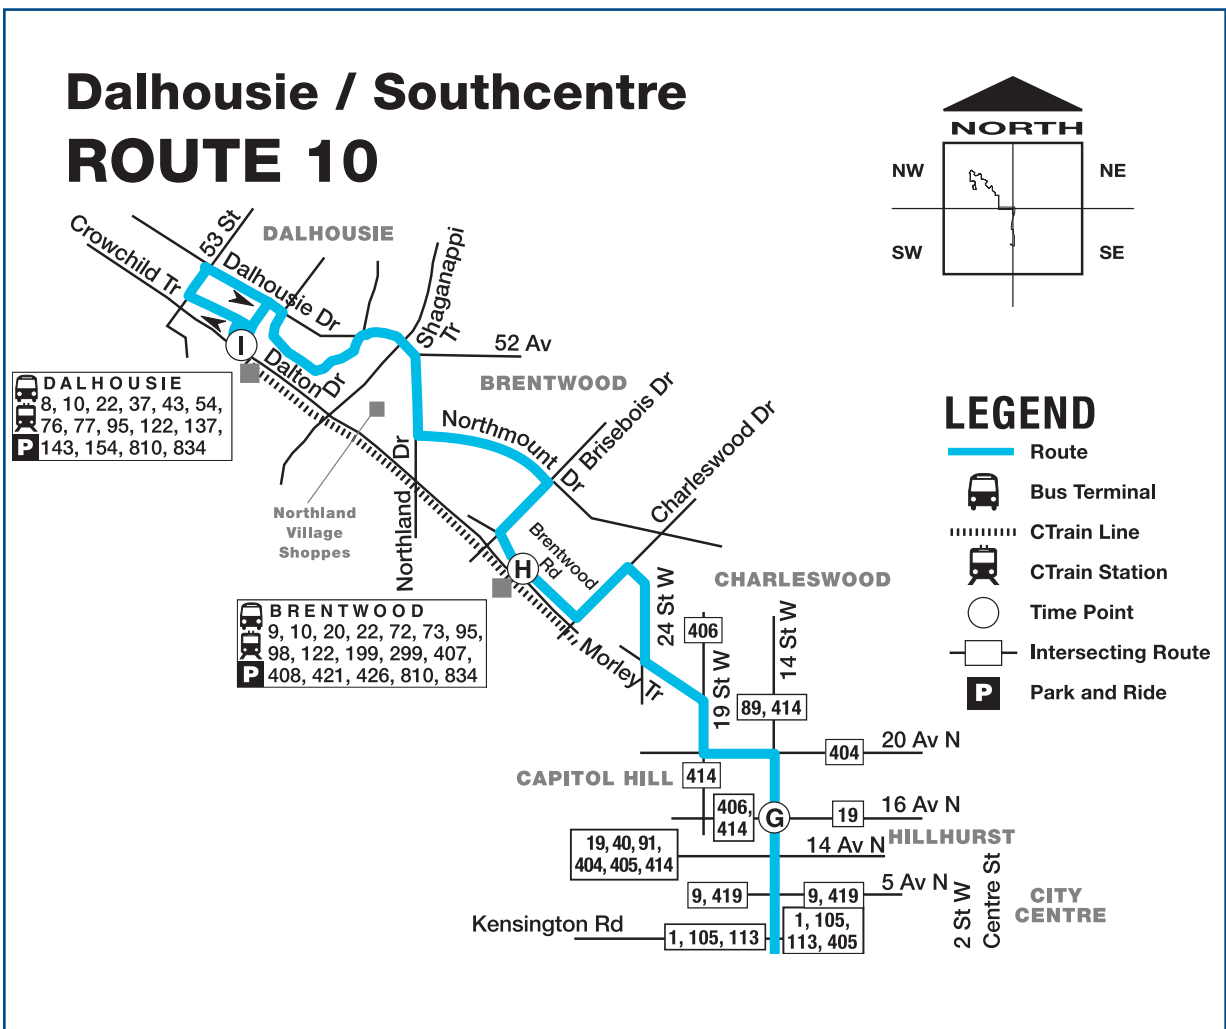 Dalhousie / Southcentre
ROUTE 10
NORTH
NW
NE
SW
SE
53 St
DALHOUSIE
Crowchild Tr
Dalhousie Dr
Shaganappi
Tr
I
Dalton
Dr
52 Av
BRENTWOOD
DALHOUSIE
8, 10, 22, 37, 43, 54,
76, 77, 95, 122, 137,
P 143, 154, 810, 834
Northland
Village
Shoppes
Northland Dr
Northmount
Dr
Brisebois Dr
Charleswood Dr
Brentwood
Rd
H
BRENTWOOD
9, 10, 20, 22, 72, 73, 95,
98, 122, 199, 299, 407,
P 408, 421, 426, 810, 834
Morley Tr
24 St W
CHARLESWOOD
406
19 St W
14 St W
89, 414
404
20 Av N
CAPITOL HILL
414
406,
414
G
19
16 Av N
HILLHURST
19, 40, 91,
404, 405, 414
14 Av N
9, 419
9, 419
5 Av N
Kensington Rd
1, 105, 113
1, 105,
113, 405
2 St W
Centre St
CITY
CENTRE
LEGEND
Route
Bus Terminal
CTrain Line
CTrain Station
Time Point
Intersecting Route
P Park and Ride